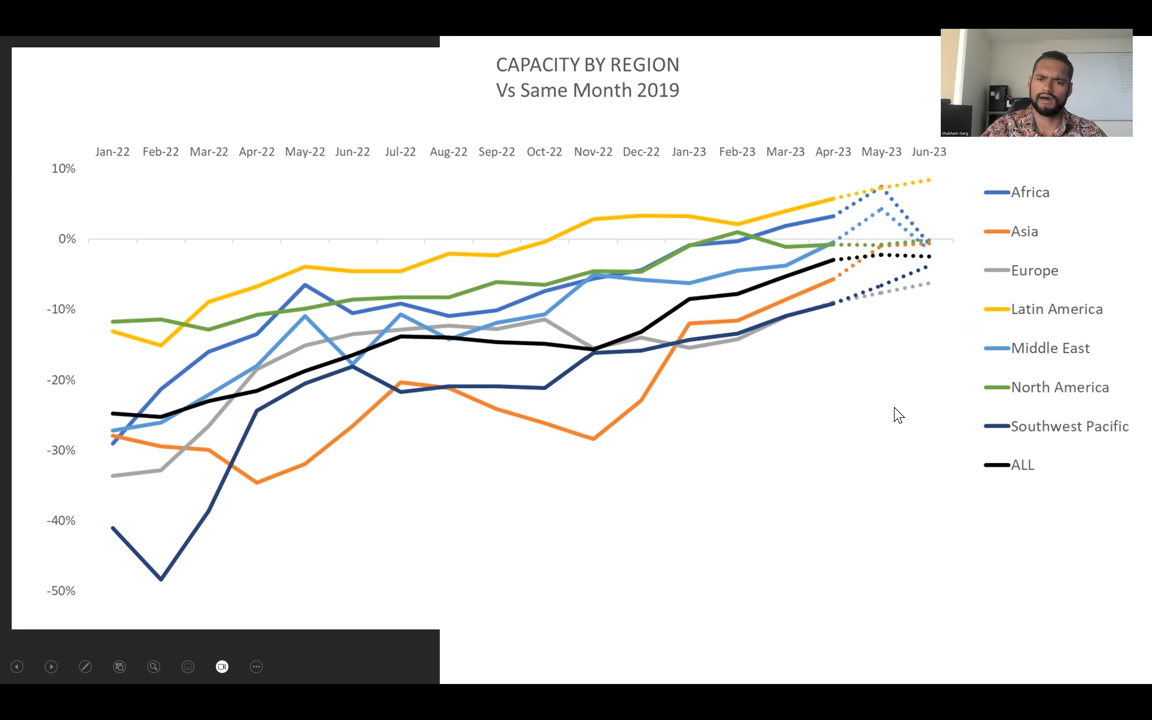 CAPACITY BY REGION
Vs Same Month 2019
Jan-22 Feb-22 Mar-22 Apr-22 May-22 Jun-22 Jul-22 Aug-22 Sep-22 Oct-22 Nov-22 Dec-22 Jan-23 Feb-23 Mar-23 Apr-23 May-23 Jun-23
10%
0%
-10%
-20%
-30%
-40%
-50%
Africa
Asia
Europe
Latin America
Middle East
North America
Southwest Pacific
ALL